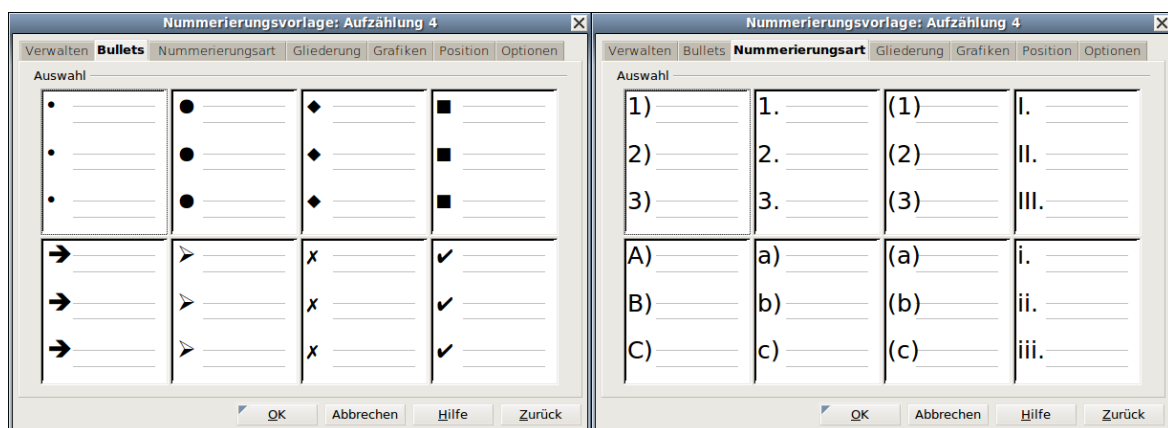 Nummerierungsvorlage: Aufzählung 4
Verwalten Bullets Nummerierungsart Gliederung Grafiken Position Optionen
Auswahl
• ● ◆ ■
• ● ◆ ■
• ● ◆ ■
➔ ➢ ✗ ✔
➔ ➢ ✗ ✔
➔ ➢ ✗ ✔
OK Abbrechen Hilfe Zurück
Nummerierungsvorlage: Aufzählung 4
Verwalten Bullets Nummerierungsart Gliederung Grafiken Position Optionen
Auswahl
1) 1. (1) I.
2) 2. (2) II.
3) 3. (3) III.
A) a) (a) i.
B) b) (b) ii.
C) c) (c) iii.
OK Abbrechen Hilfe Zurück